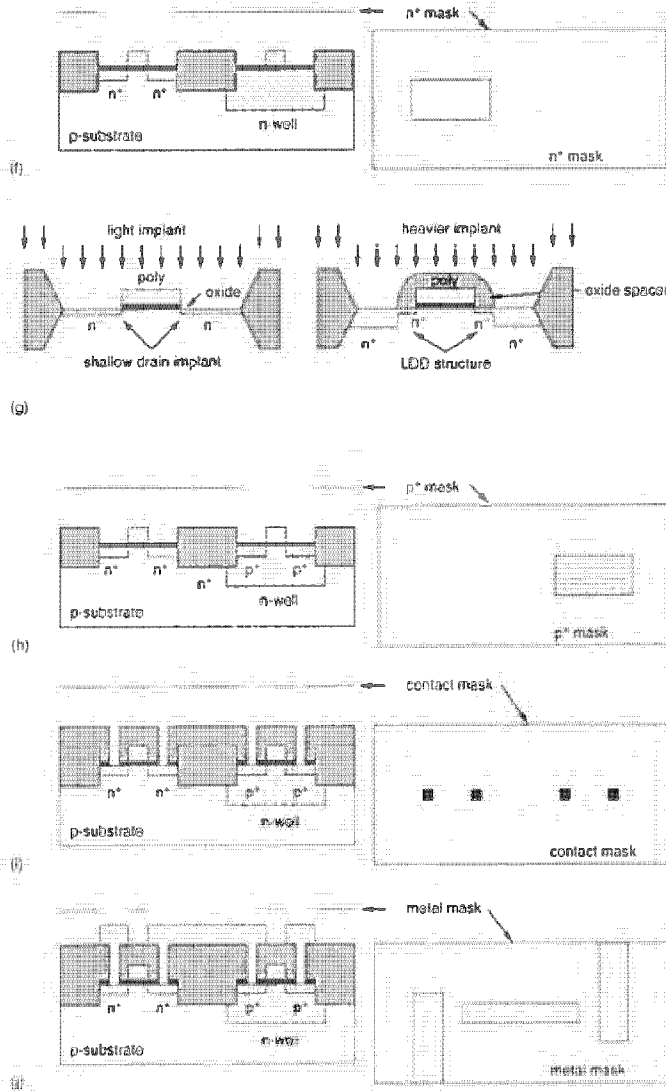 n⁺ mask
n⁺ n⁺
n-well
p-substrate
n⁺ mask
(f)
light implant
heavier implant
poly
oxide
poly
oxide spacer
n⁻ n⁻
n⁻ n⁻
n⁺ n⁺
shallow drain implant
LDD structure
(g)
p⁺ mask
n⁺ n⁺ n⁺ p⁺ p⁺
n-well
p-substrate
p⁺ mask
(h)
contact mask
n⁺ n⁺ p⁺ p⁺
n-well
p-substrate
contact mask
(i)
metal mask
n⁺ n⁺ p⁺ p⁺
n-well
p-substrate
metal mask